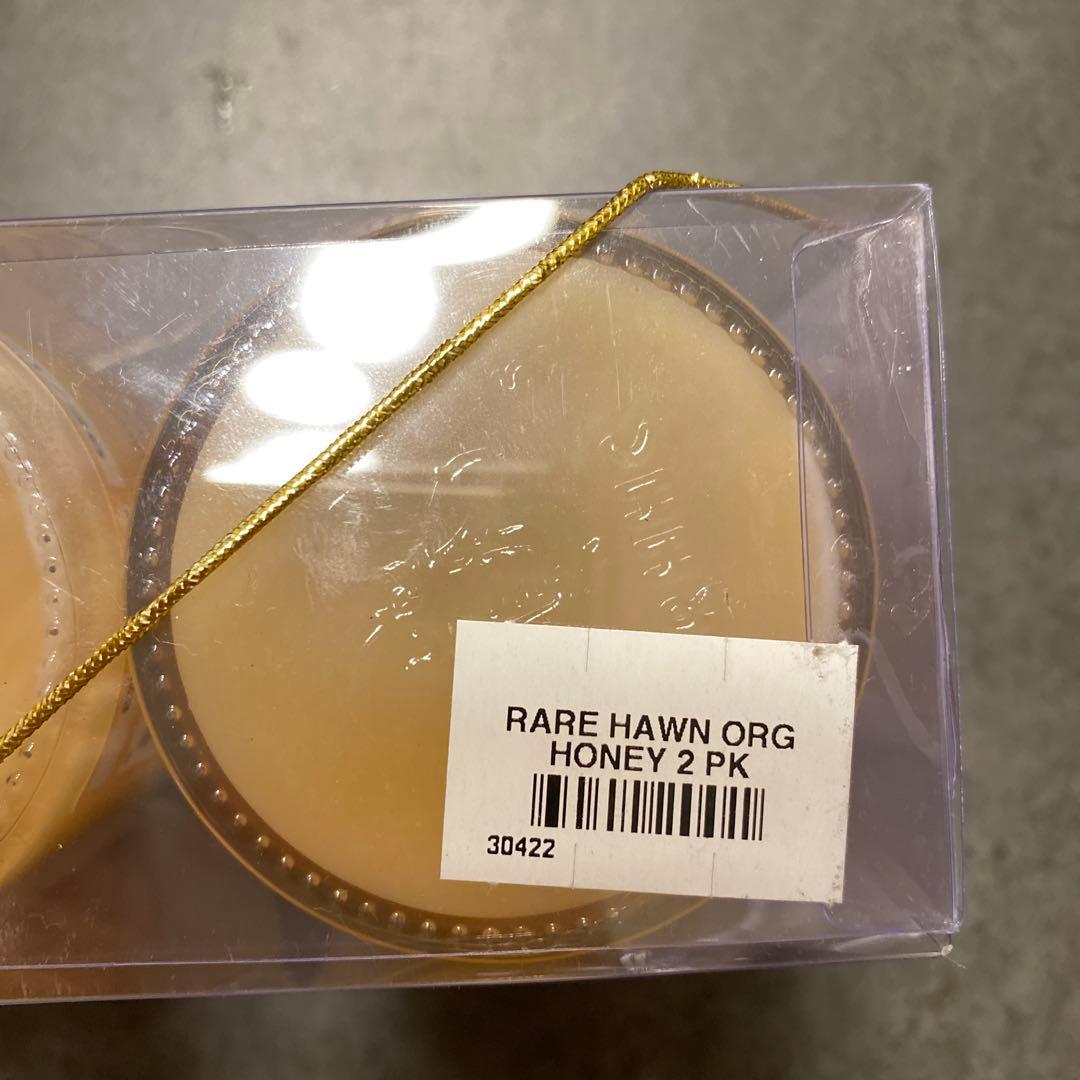 RARE HAWN ORG
HONEY 2 PK
30422